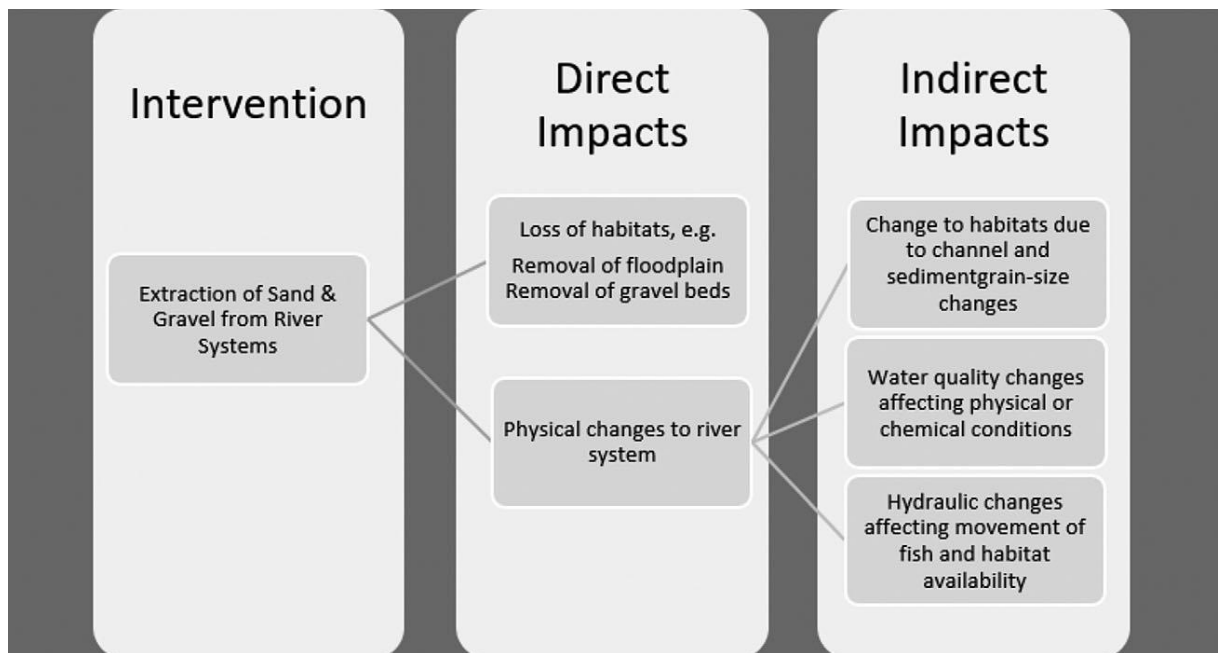 Intervention
Extraction of Sand &
Gravel from River
Systems
Direct
Impacts
Loss of habitats, e.g.
Removal of floodplain
Removal of gravel beds
Physical changes to river
system
Indirect
Impacts
Change to habitats due
to channel and
sedimentgrain-size
changes
Water quality changes
affecting physical or
chemical conditions
Hydraulic changes
affecting movement of
fish and habitat
availability